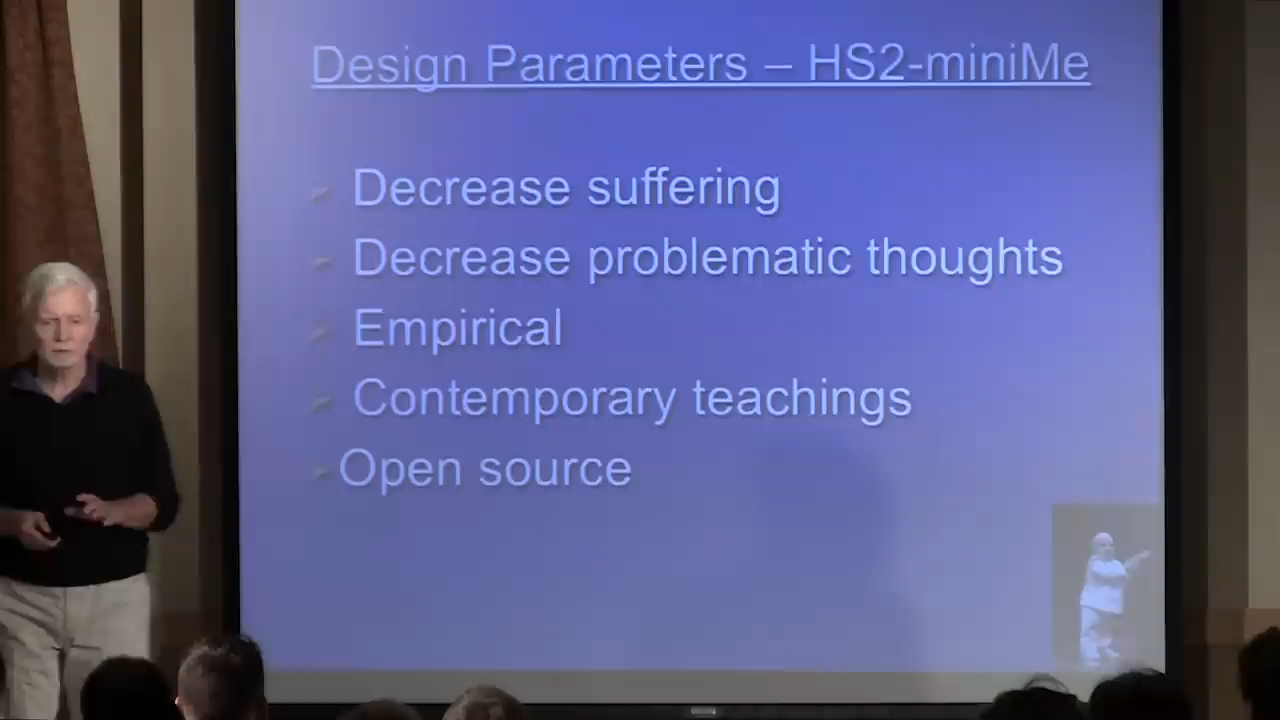 Design Parameters – HS2-miniMe
Decrease suffering
Decrease problematic thoughts
Empirical
Contemporary teachings
Open source